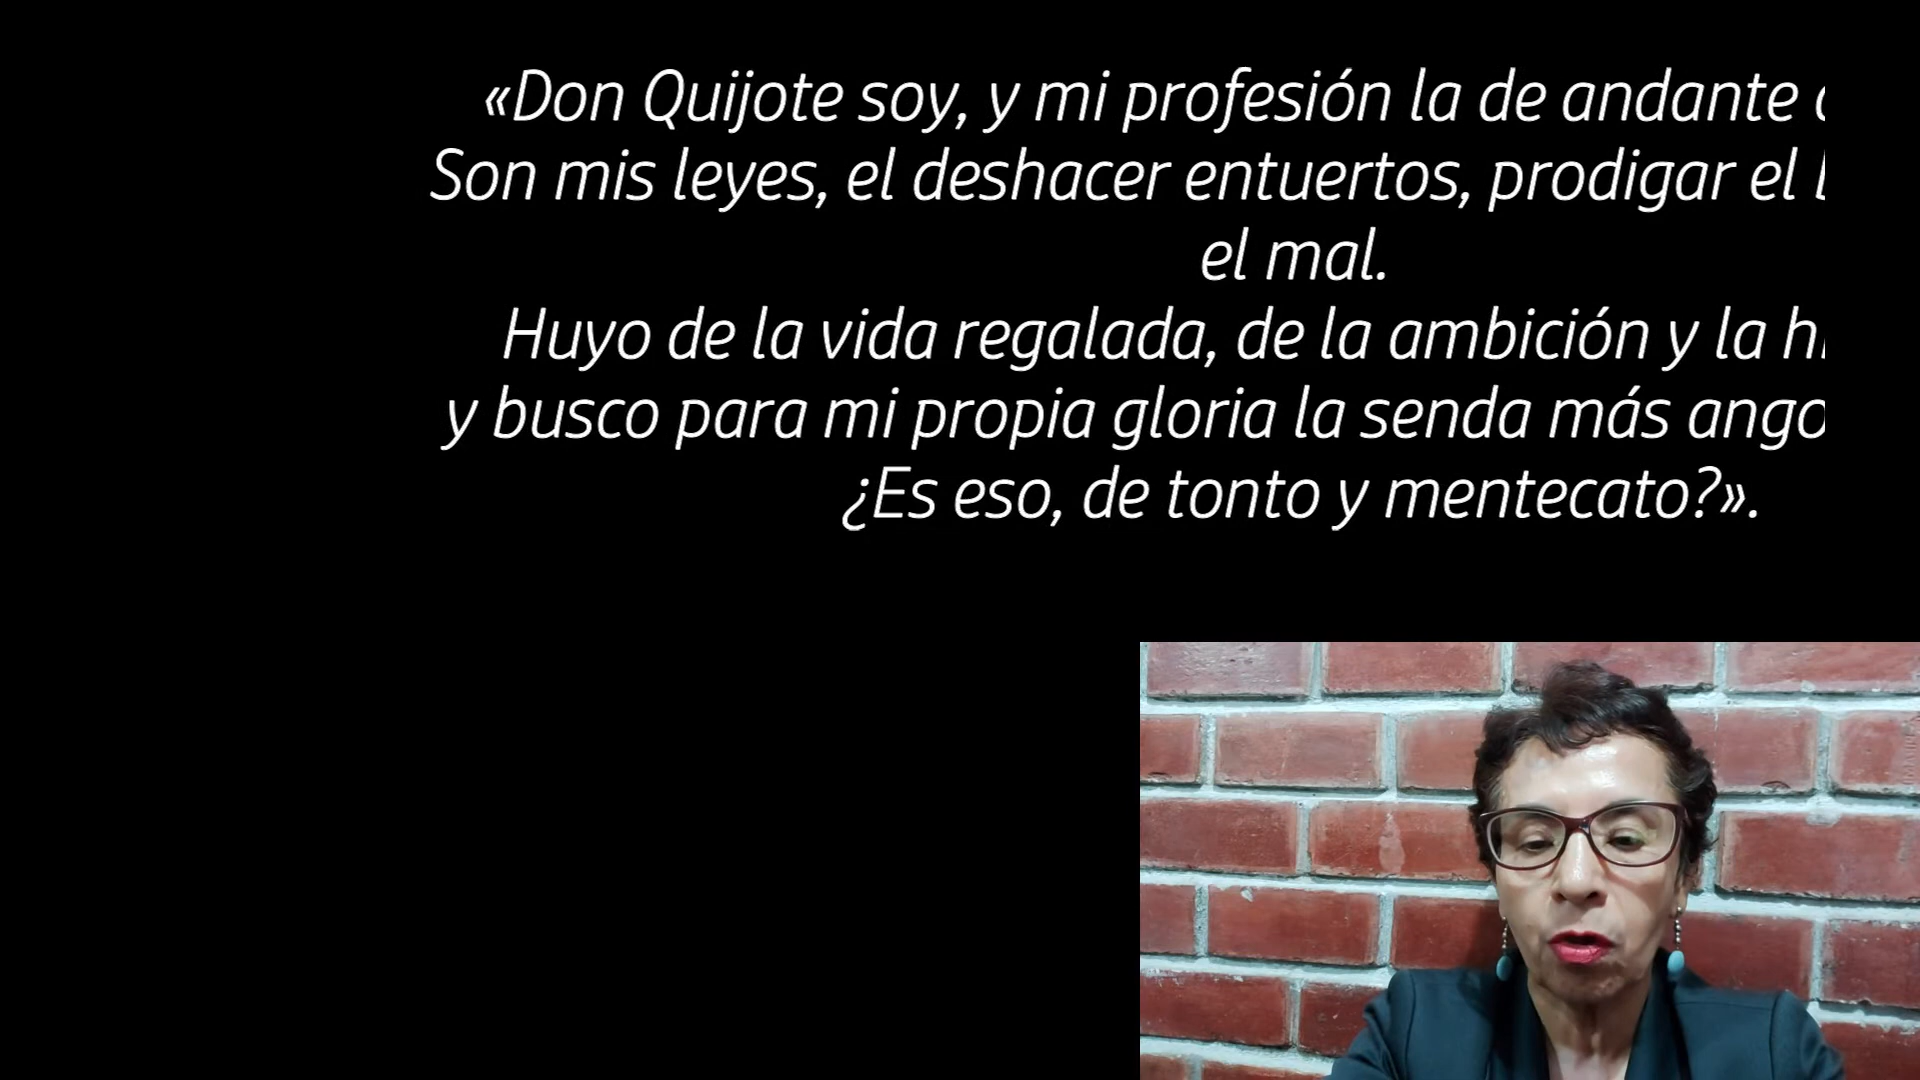 «Don Quijote soy, y mi profesión la de andante
Son mis leyes, el deshacer entuertos, prodigar el
el mal.
Huyo de la vida regalada, de la ambición y la
y busco para mi propia gloria la senda más
¿Es eso, de tonto y mentecato?».